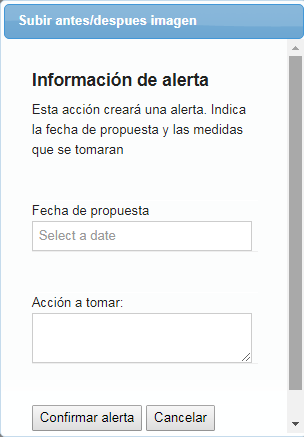 Subir antes/despues imagen
Información de alerta
Esta acción creará una alerta. Indica
la fecha de propuesta y las medidas
que se tomaran
Fecha de propuesta
Select a date
Acción a tomar:
Confirmar alerta Cancelar